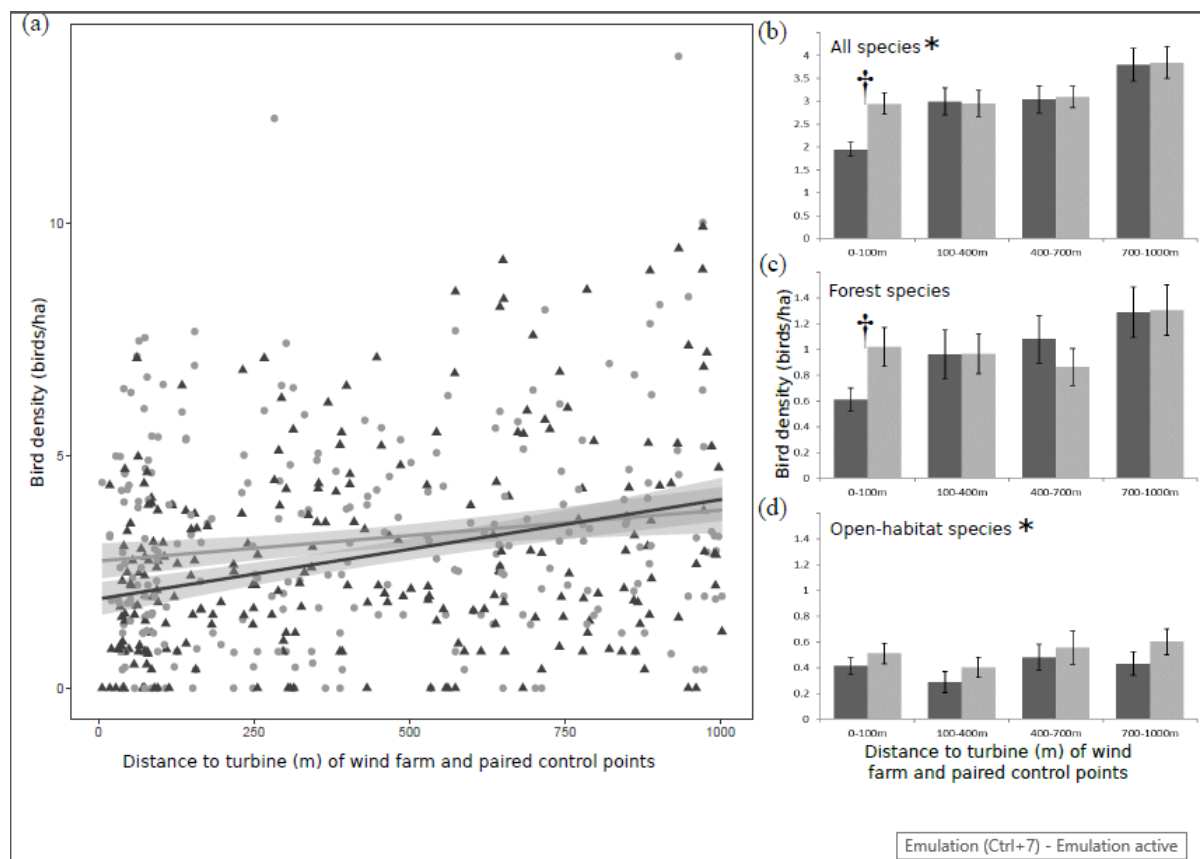 (a)
10
5
0
Bird density (birds/ha)
0 250 500 750 1000
Distance to turbine (m) of wind farm and paired control points
(b)
All species *
‡
4
3.5
3
2.5
2
1.5
1
0.5
0
0-100m 100-400m 400-700m 700-1000m
(c)
Forest species
‡
1.4
1.2
1
0.8
0.6
0.4
0.2
0
0-100m 100-400m 400-700m 700-1000m
Bird density (birds/ha)
(d)
Open-habitat species *
1.4
1.2
1
0.8
0.6
0.4
0.2
0
0-100m 100-400m 400-700m 700-1000m
Distance to turbine (m) of wind
farm and paired control points
Emulation (Ctrl+7) - Emulation active